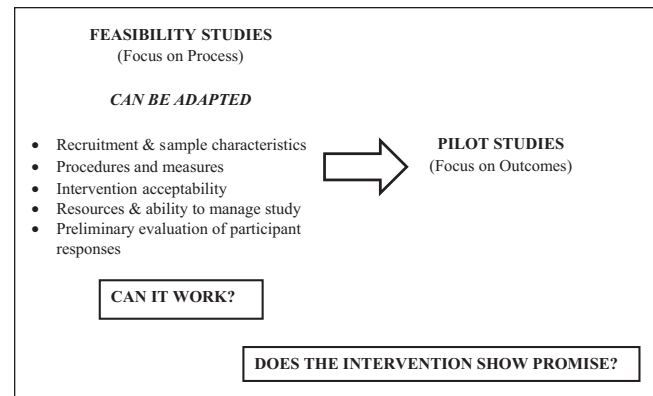 FEASIBILITY STUDIES
(Focus on Process)
CAN BE ADAPTED
• Recruitment & sample characteristics
• Procedures and measures
• Intervention acceptability
• Resources & ability to manage study
• Preliminary evaluation of participant
responses
PILOT STUDIES
(Focus on Outcomes)
CAN IT WORK?
DOES THE INTERVENTION SHOW PROMISE?